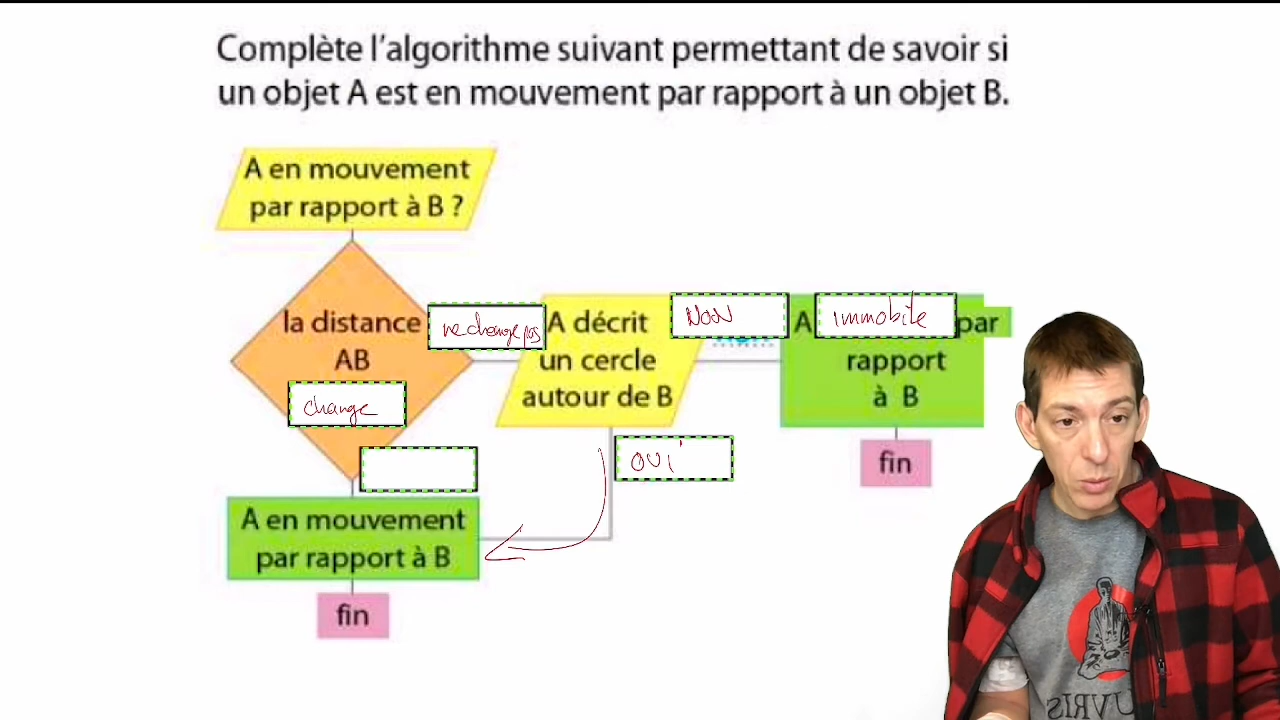 Complète l'algorithme suivant permettant de savoir si
un objet A est en mouvement par rapport à un objet B.
A en mouvement
par rapport à B ?
la distance
AB
change
ne change pas
A décrit
un cercle
autour de B
NON
OUI
A immobile par
rapport
à B
fin
A en mouvement
par rapport à B
fin